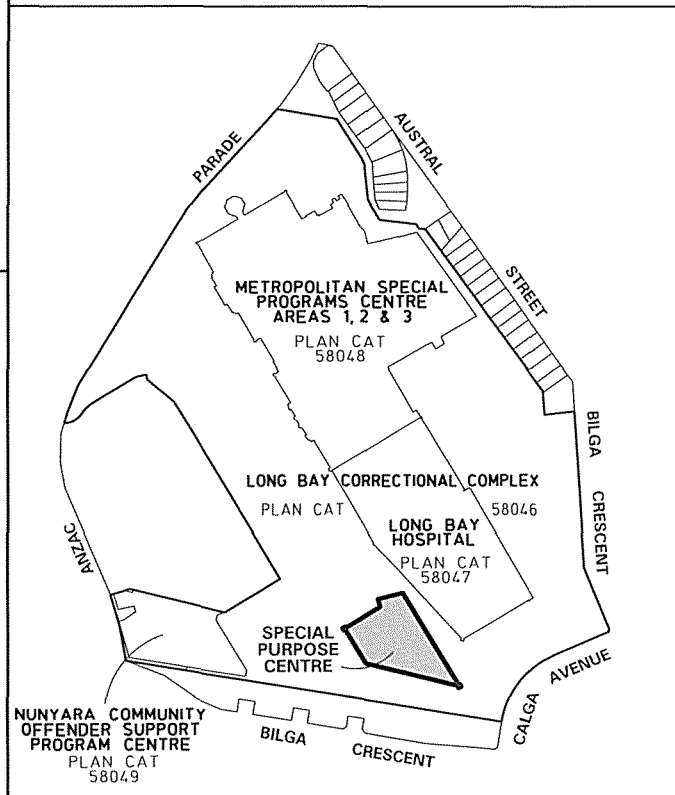 PARADE
AUSTRAL
STREET
METROPOLITAN SPECIAL
PROGRAMS CENTRE
AREAS 1, 2 & 3
PLAN CAT
58048
BILGA
CRESCENT
LONG BAY CORRECTIONAL COMPLEX
PLAN CAT
58046
LONG BAY
HOSPITAL
PLAN CAT
58047
ANZAC
SPECIAL
PURPOSE
CENTRE
CALGA
AVENUE
NUNYARA COMMUNITY
OFFENDER SUPPORT
PROGRAM CENTRE
PLAN CAT
58049
BILGA
CRESCENT